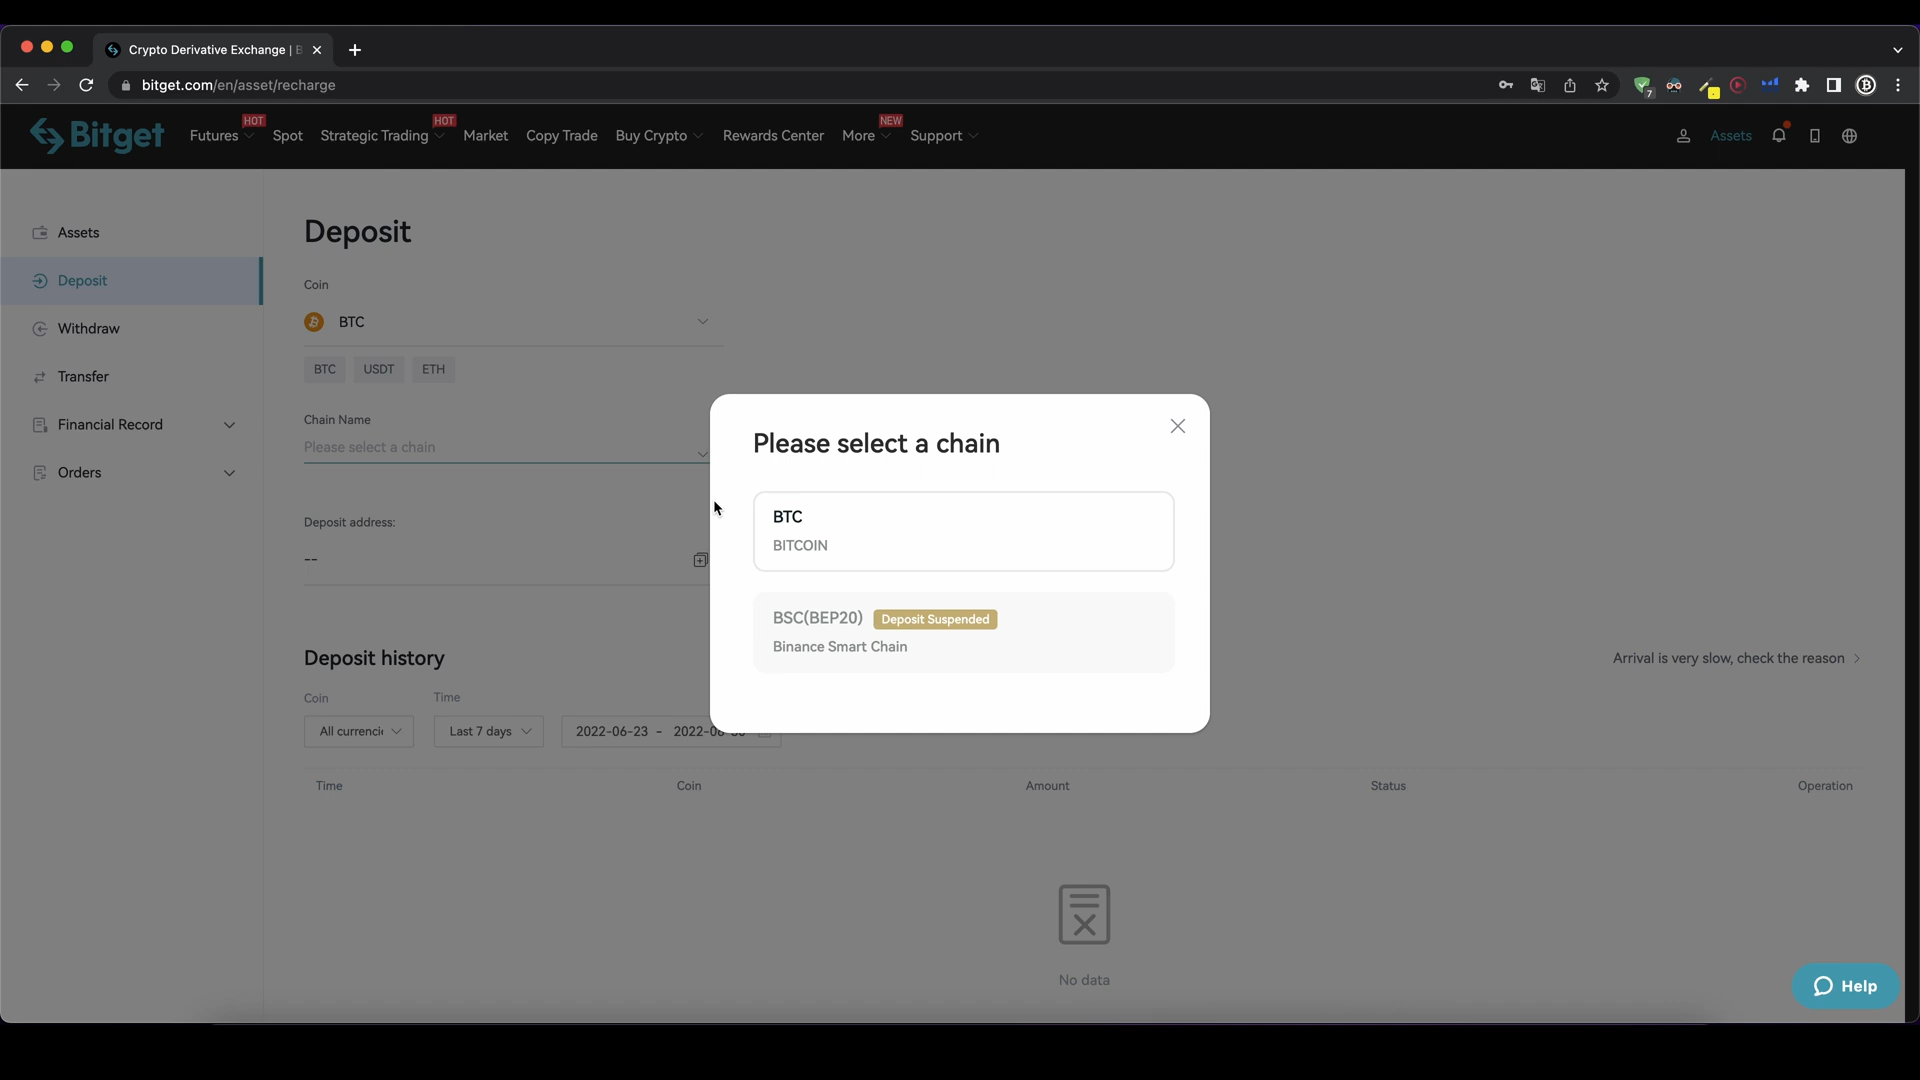 Crypto Derivative Exchange | B
bitget.com/en/asset/recharge
7
Bitget
Futures HOT
Spot
Strategic Trading HOT
Market
Copy Trade
Buy Crypto
Rewards Center
More NEW
Support
Assets
Assets
Deposit
Withdraw
Transfer
Financial Record
Orders
Deposit
Coin
BTC
BTC USDT ETH
Chain Name
Please select a chain
Deposit address:
--
Please select a chain
BTC
BITCOIN
BSC(BEP20) Deposit Suspended
Binance Smart Chain
Deposit history
Arrival is very slow, check the reason
Coin Time
All currenci Last 7 days 2022-06-23 -
Time Coin Amount Status Operation
No data
Help